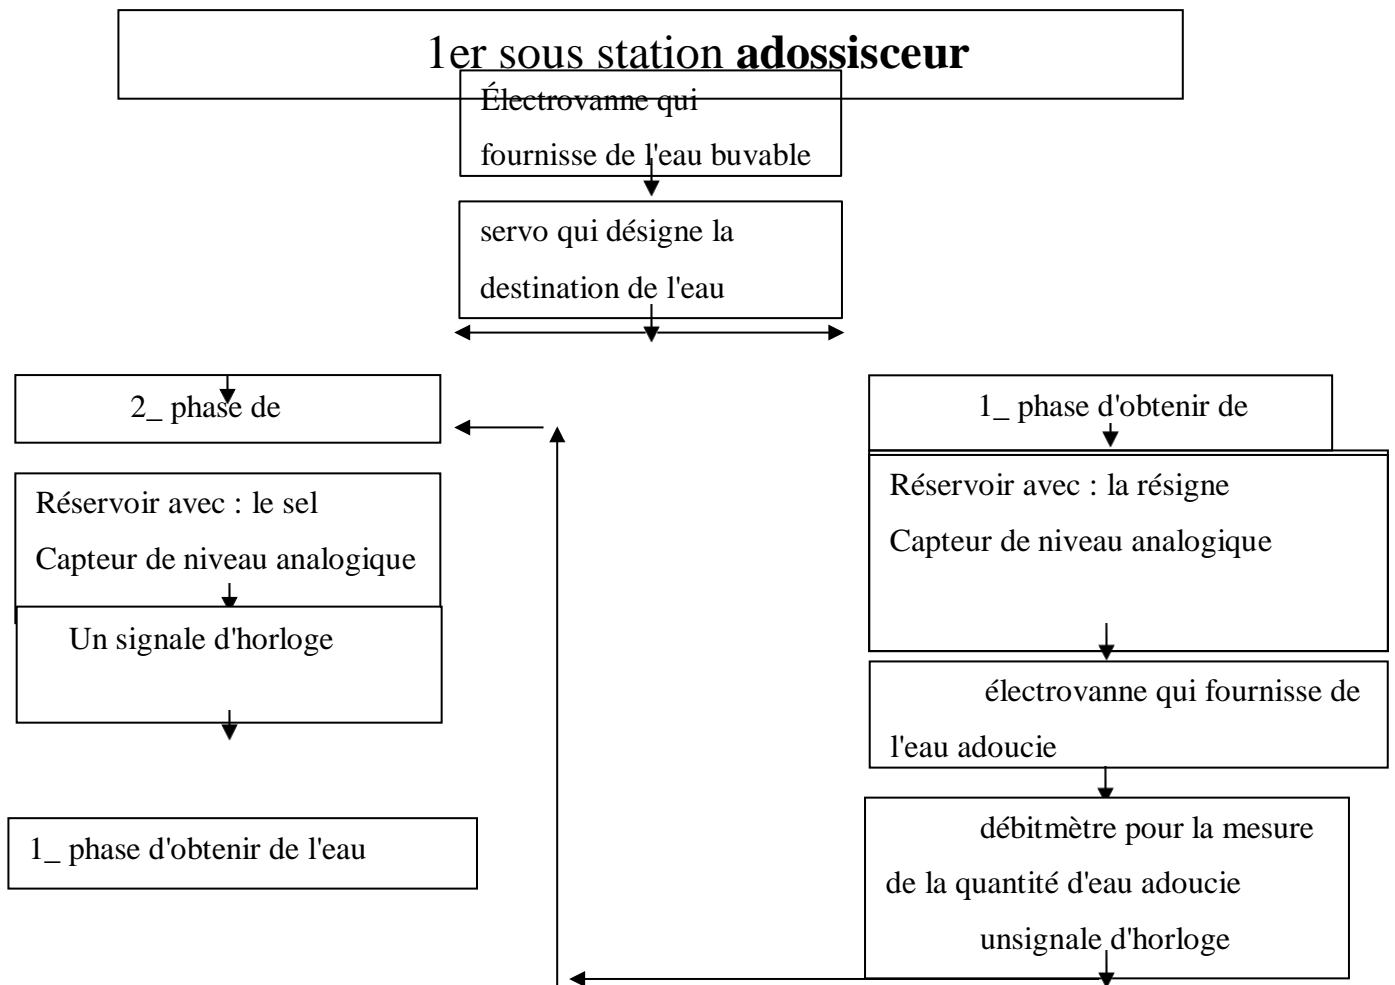 1er sous station adossisceur
Électrovanne qui
fournisse de l'eau buvable
servo qui désigne la
destination de l'eau
2_ phase de
Réservoir avec : le sel
Capteur de niveau analogique
Un signale d'horloge
1_ phase d'obtenir de l'eau
1_ phase d'obtenir de
Réservoir avec : la résigne
Capteur de niveau analogique
électrovanne qui fournisse de
l'eau adoucie
débitmètre pour la mesure
de la quantité d'eau adoucie
unsignale d'horloge